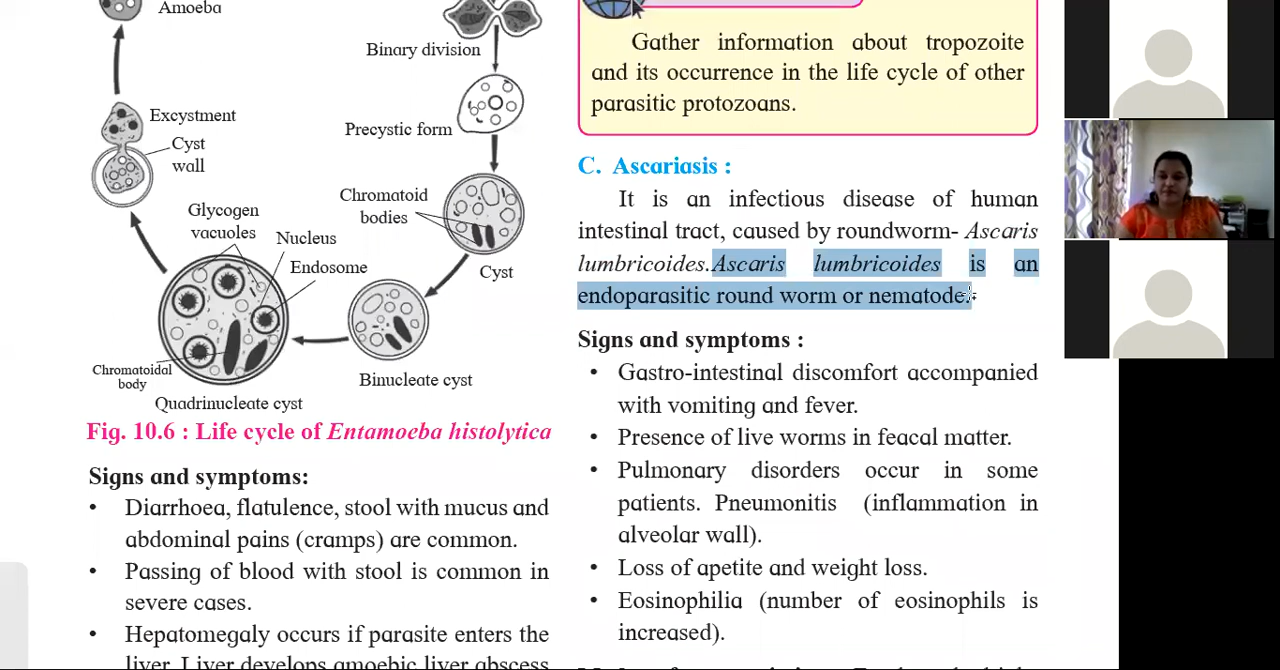 Amoeba
Binary division
Excystment
Precystic form
Cyst
wall
Chromatoid
bodies
Glycogen
vacuoles
Nucleus
Endosome
Cyst
Chromatoidal
body
Binucleate cyst
Quadrinucleate cyst
Fig. 10.6 : Life cycle of Entamoeba histolytica
Signs and symptoms:
• Diarrhoea, flatulence, stool with mucus and
abdominal pains (cramps) are common.
• Passing of blood with stool is common in
severe cases.
• Hepatomegaly occurs if parasite enters the
liver. Liver develops amoebic liver abscess
Gather information about tropozoite
and its occurrence in the life cycle of other
parasitic protozoans.
C. Ascariasis :
It is an infectious disease of human
intestinal tract, caused by roundworm- Ascaris
lumbricoides.Ascaris lumbricoides is an
endoparasitic round worm or nematode.
Signs and symptoms :
• Gastro-intestinal discomfort accompanied
with vomiting and fever.
• Presence of live worms in feacal matter.
• Pulmonary disorders occur in some
patients. Pneumonitis (inflammation in
alveolar wall).
• Loss of apetite and weight loss.
• Eosinophilia (number of eosinophils is
increased).